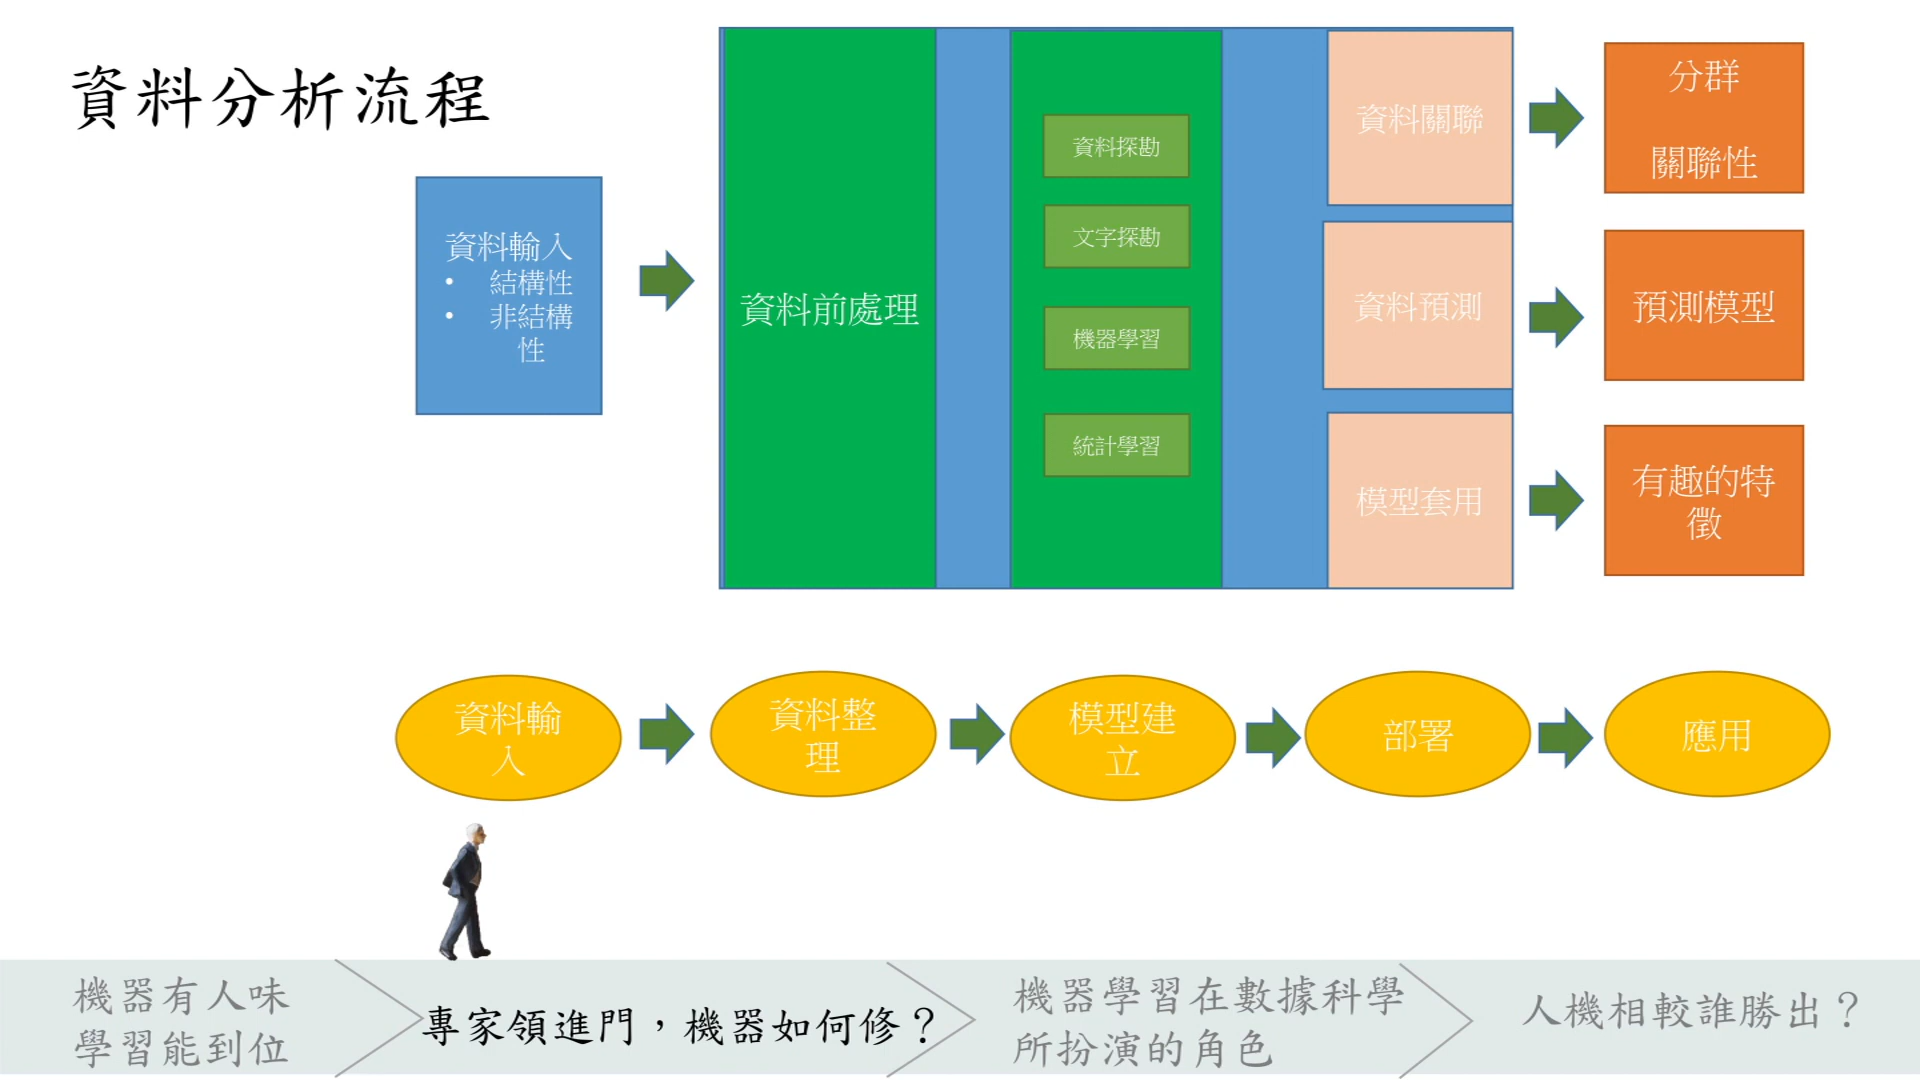 資料分析流程
資料輸入
• 結構性
• 非結構
性
資料前處理
資料探勘
文字探勘
機器學習
統計學習
資料關聯
資料預測
模型套用
分群
關聯性
預測模型
有趣的特
徵
資料輸
入
資料整
理
模型建
立
部署
應用
機器有人味
學習能到位
專家領進門,機器如何修?
機器學習在數據科學
所扮演的角色
人機相較誰勝出?